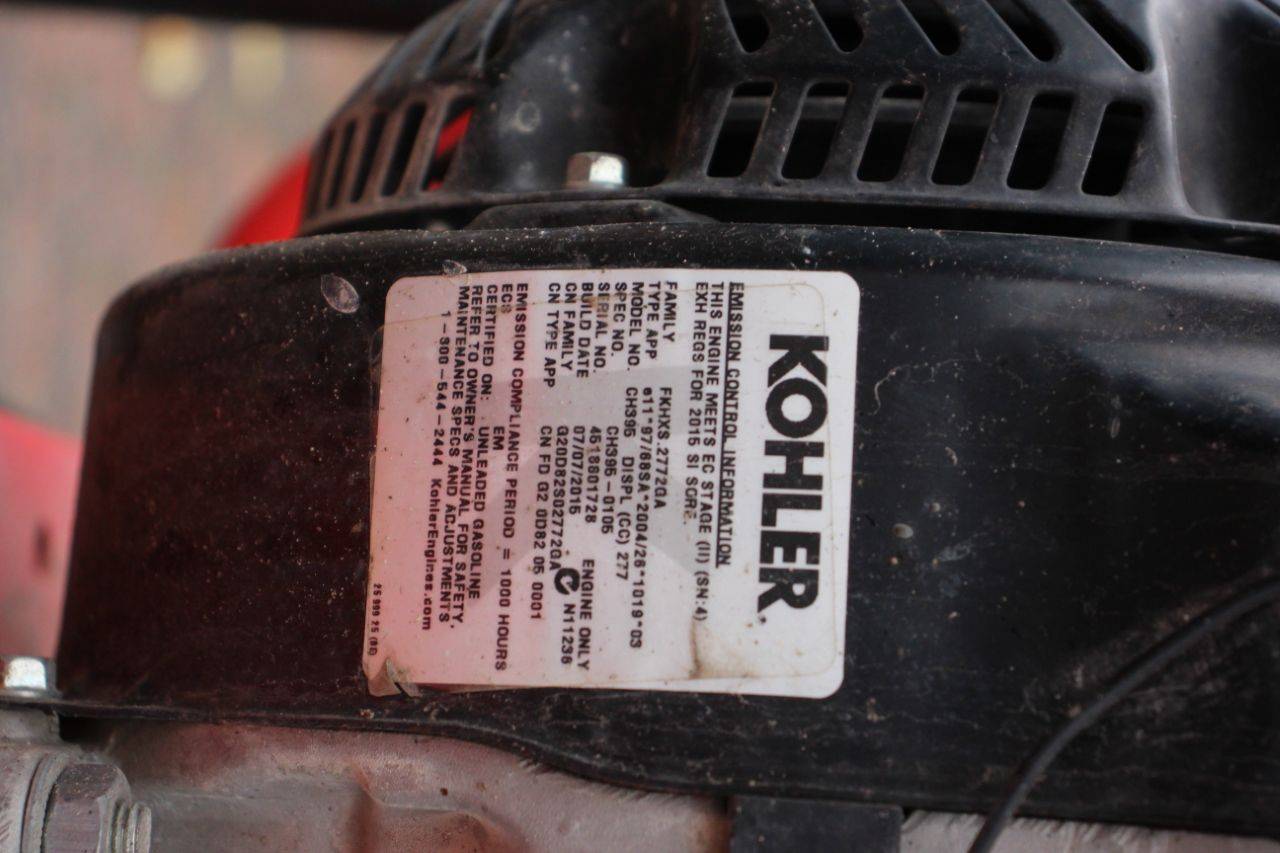 KOHLER.
EMISSION CONTROL INFORMATION
THIS ENGINE MEETS EC STAGE (II) (SN:4)
EXH REGS FOR 2015 SI SORE.
FAMILY FKHXS.2772GA
TYPE APP e11*97/68SA*2004/26*1019*03
MODEL NO. CH395 DISPL (CC) 277
SPEC NO. CH395-0105
SERIAL NO. 4518801728
BUILD DATE 07/07/2015 ENGINE ONLY
CN FAMILY G20D82S02772GA N11236
CN TYPE APP CN FD G2 0D82 05 0001
EMISSION COMPLIANCE PERIOD = 1000 HOURS
ECS EM
CERTIFIED ON: UNLEADED GASOLINE
REFER TO OWNER'S MANUAL FOR SAFETY,
MAINTENANCE SPECS AND ADJUSTMENTS
1-800-544-2444 KohlerEngines.com